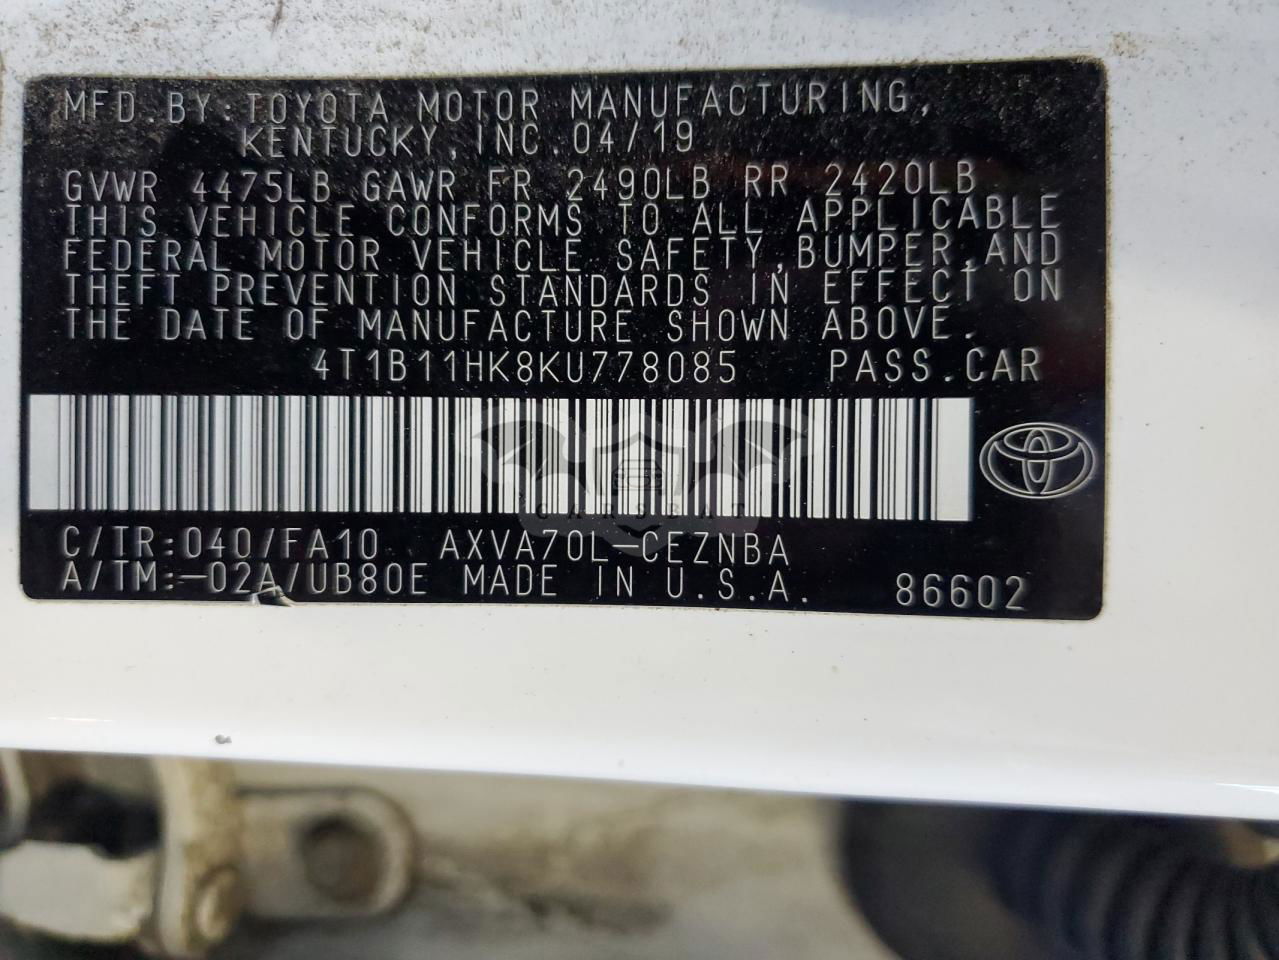 MFD.BY:TOYOTA MOTOR MANUFACTURING,
KENTUCKY,INC.04/19
GVWR 4475LB GAWR FR 2490LB RR 2420LB
THIS VEHICLE CONFORMS TO ALL APPLICABLE
FEDERAL MOTOR VEHICLE SAFETY,BUMPER,AND
THEFT PREVENTION STANDARDS IN EFFECT ON
THE DATE OF MANUFACTURE SHOWN ABOVE.
4T1B11HK8KU778085 PASS.CAR
CARSBAT
C/TR:040/FA10 AXVA70L-CEZNBA
A/TM:-02A/UB80E MADE IN U.S.A. 86602